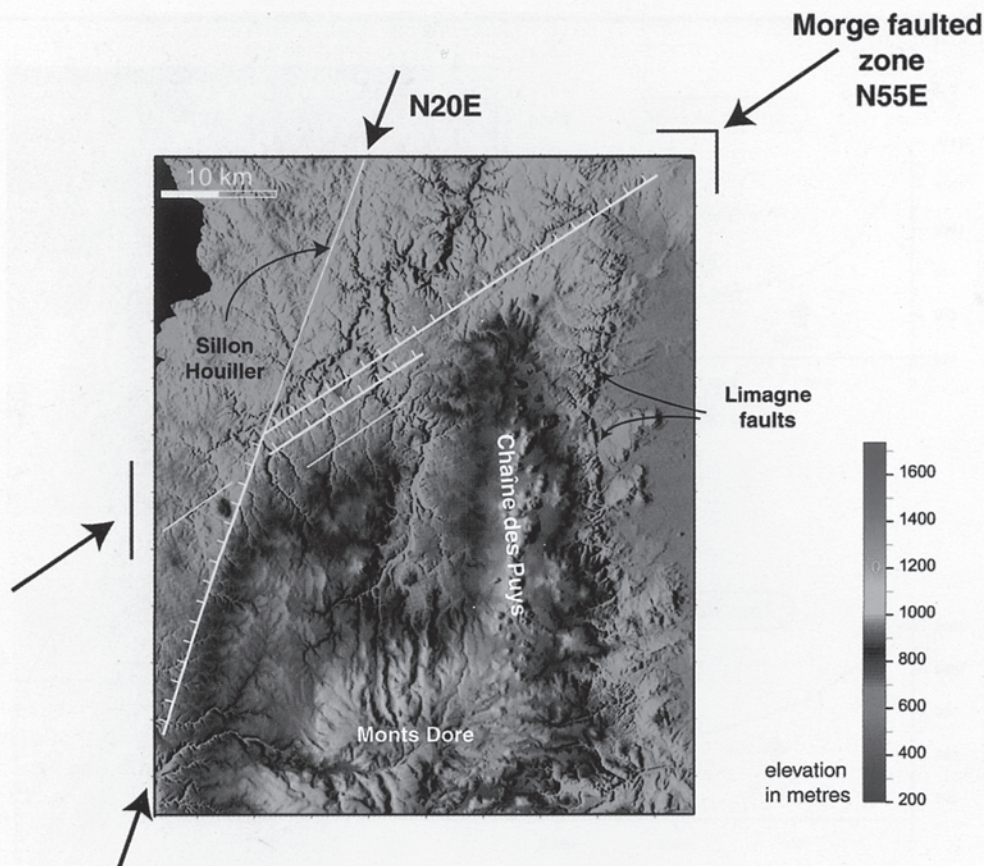 Morge faulted
zone
N55E
N20E
10 km
Sillon
Houiller
Limagne
faults
Chaîne des Puys
Monts Dore
1600
1400
1200
1000
800
600
400
200
elevation
in metres